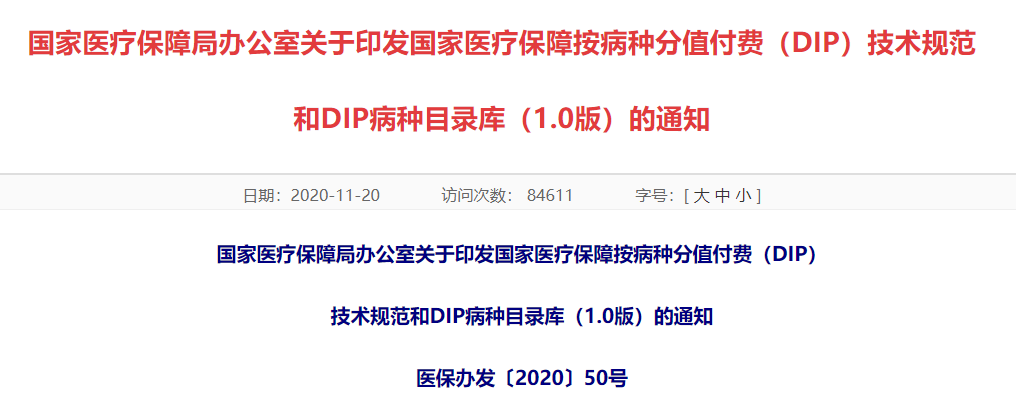 国家医疗保障局办公室关于印发国家医疗保障按病种分值付费（DIP）技术规范
和DIP病种目录库（1.0版）的通知
日期：2020-11-20 访问次数： 84611 字号：[ 大 中 小 ]
国家医疗保障局办公室关于印发国家医疗保障按病种分值付费（DIP）
技术规范和DIP病种目录库（1.0版）的通知
医保办发〔2020〕50号